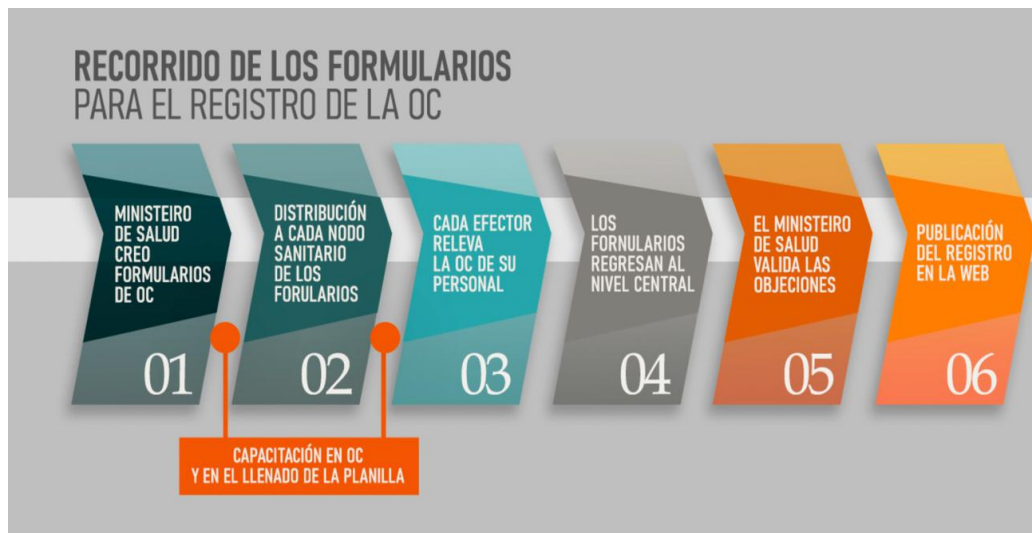 RECORRIDO DE LOS FORMULARIOS
PARA EL REGISTRO DE LA OC
MINISTEIRO
DE SALUD
CREO
FORMULARIOS
DE OC
01
DISTRIBUCIÓN
A CADA NODO
SANITARIO
DE LOS
FORULARIOS
02
CADA EFECTOR
RELEVA
LA OC DE SU
PERSONAL
03
LOS
FORNULARIOS
REGRESAN AL
NIVEL CENTRAL
04
EL MINISTEIRO
DE SALUD
VALIDA LAS
OBJECIONES
05
PUBLICACIÓN
DEL REGISTRO
EN LA WEB
06
CAPACITACIÓN EN OC
Y EN EL LLENADO DE LA PLANILLA